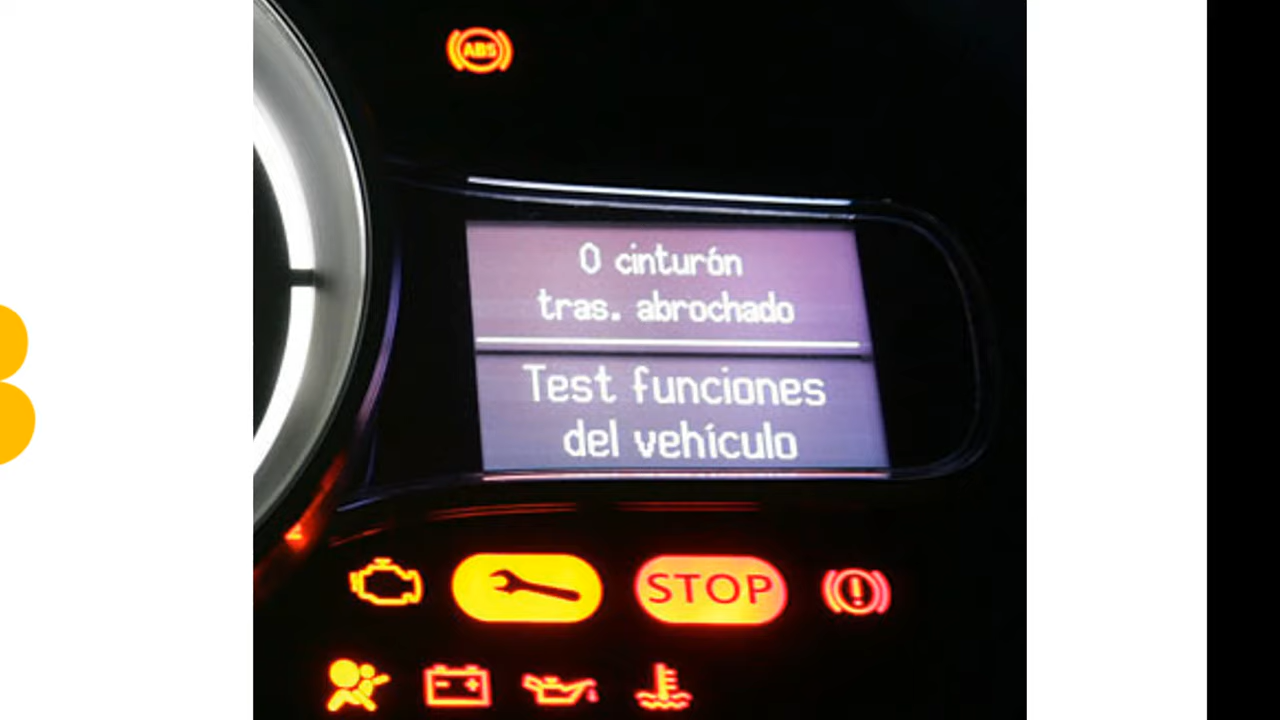 ABS
0 cinturón
tras. abrochado
Test funciones
del vehículo
STOP